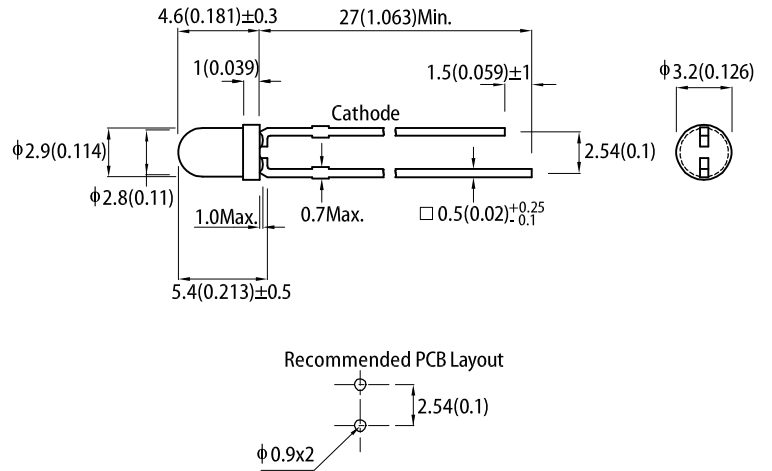 4.6(0.181)±0.3
27(1.063)Min.
1(0.039)
1.5(0.059)±1
ϕ3.2(0.126)
Cathode
ϕ2.9(0.114)
2.54(0.1)
ϕ2.8(0.11)
1.0Max.
0.7Max.
□ 0.5(0.02)+0.25 -0.1
5.4(0.213)±0.5
Recommended PCB Layout
2.54(0.1)
ϕ0.9x2